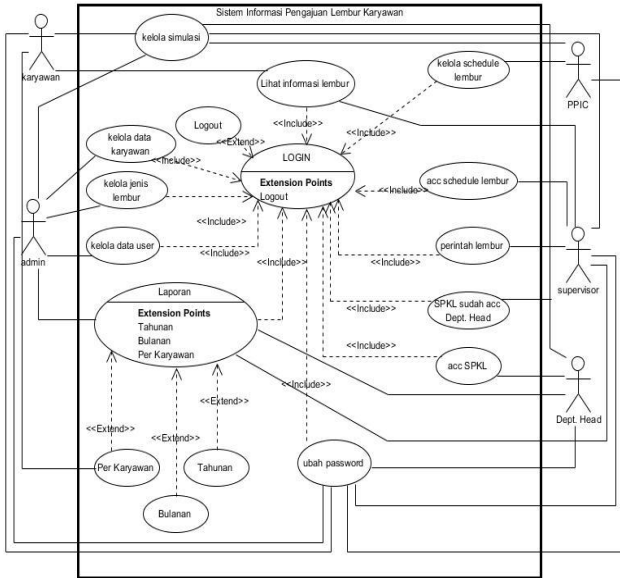 Sistem Informasi Pengajuan Lembur Karyawan
kelola simulasi
karyawan
PPIC
kelola schedule
lembur
Lihat informasi lembur
Logout
<<Extend>>
<<Include>>
<<Include>>
kelola data
karyawan
<<Include>>
LOGIN
Extension Points
Logout
kelola jenis
lembur
<<Include>>
acc schedule lembur
<<Include>>
admin
kelola data user
<<Include>>
<<Include>>
perintah lembur
<<Include>>
supervisor
Laporan
Extension Points
Tahunan
Bulanan
Per Karyawan
SPKL sudah acc
Dept. Head
<<Include>>
<<Include>>
acc SPKL
<<Include>>
Dept. Head
<<Extend>>
<<Extend>>
<<Extend>>
Per Karyawan
Tahunan
ubah password
Bulanan